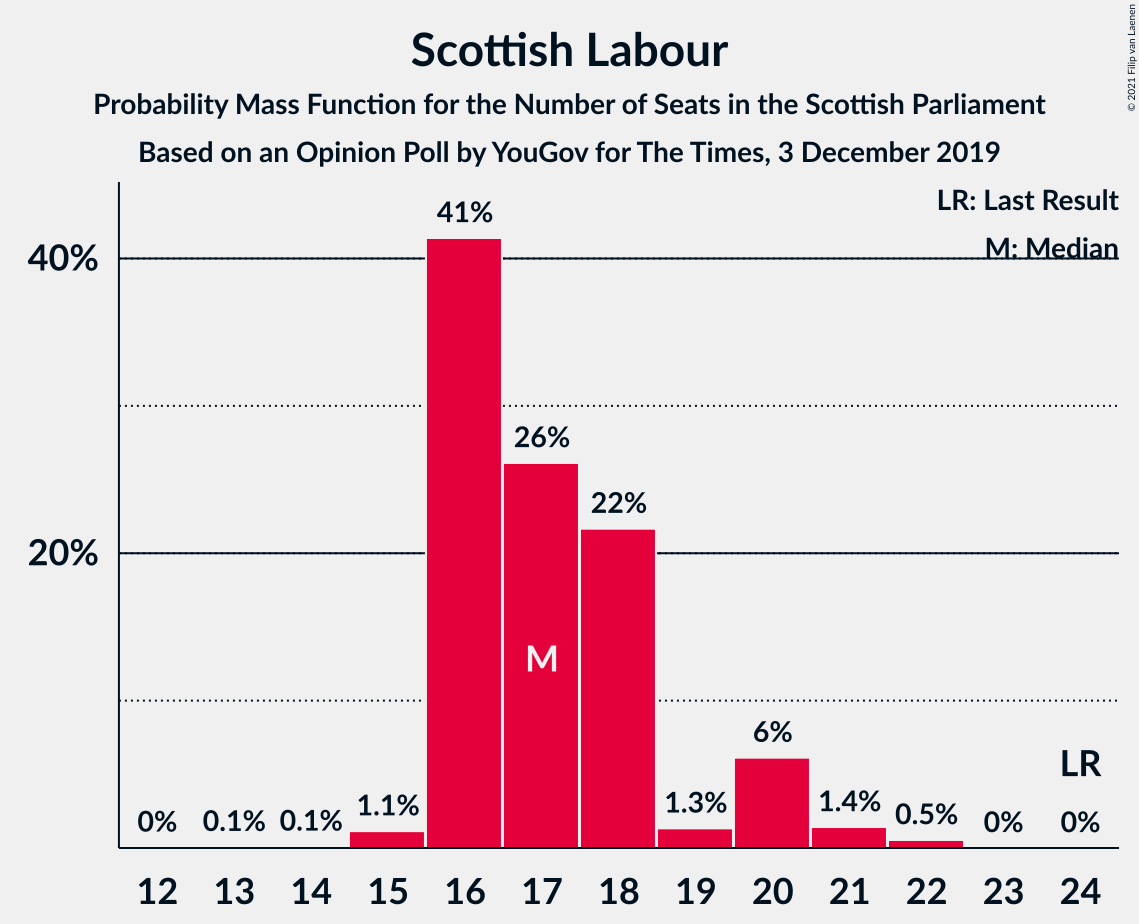 Scottish Labour
Probability Mass Function for the Number of Seats in the Scottish Parliament
Based on an Opinion Poll by YouGov for The Times, 3 December 2019
© 2021 Filip van Laenen
LR: Last Result
M: Median
40%
20%
0%
0.1%
0.1%
1.1%
41%
26%
22%
1.3%
6%
1.4%
0.5%
0%
0%
M
LR
12 13 14 15 16 17 18 19 20 21 22 23 24